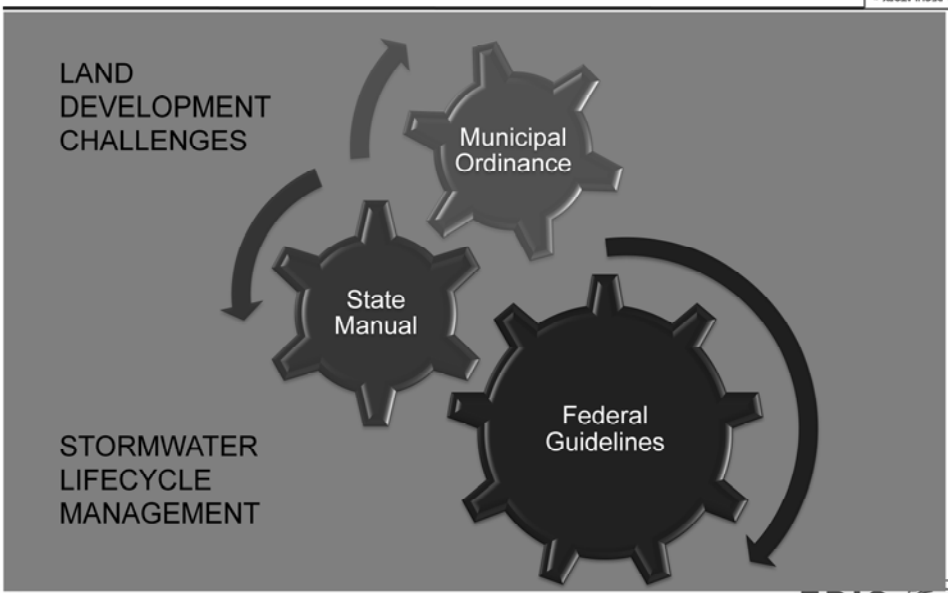 LAND
DEVELOPMENT
CHALLENGES
Municipal
Ordinance
State
Manual
Federal
Guidelines
STORMWATER
LIFECYCLE
MANAGEMENT